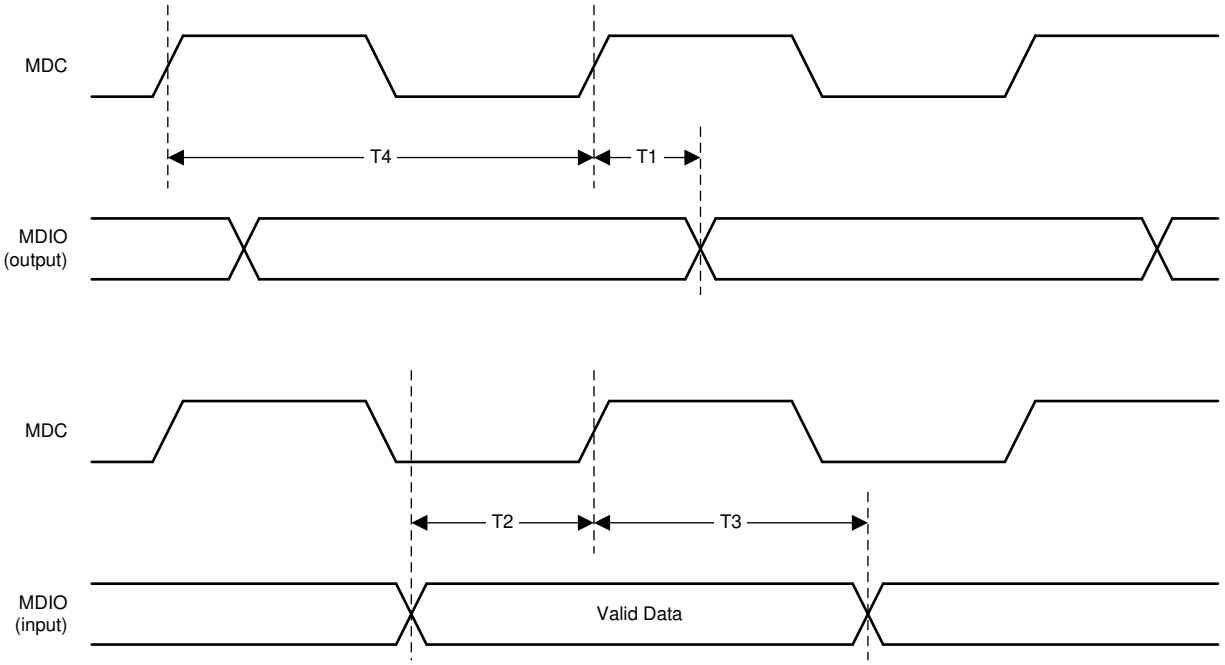 MDC
T4
T1
MDIO
(output)
MDC
T2
T3
MDIO
(input)
Valid Data